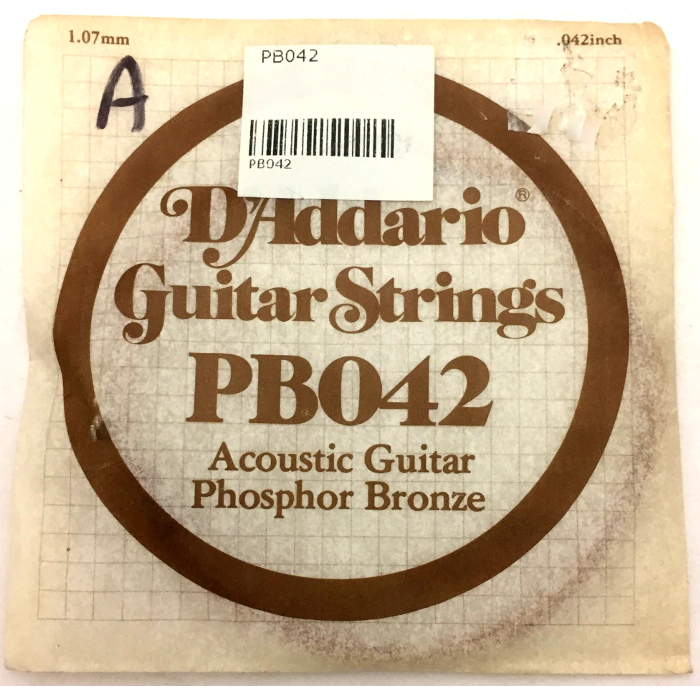 1.07mm
.042inch
A
PB042
PB042
D'Addario®
Guitar Strings
PB042
Acoustic Guitar
Phosphor Bronze